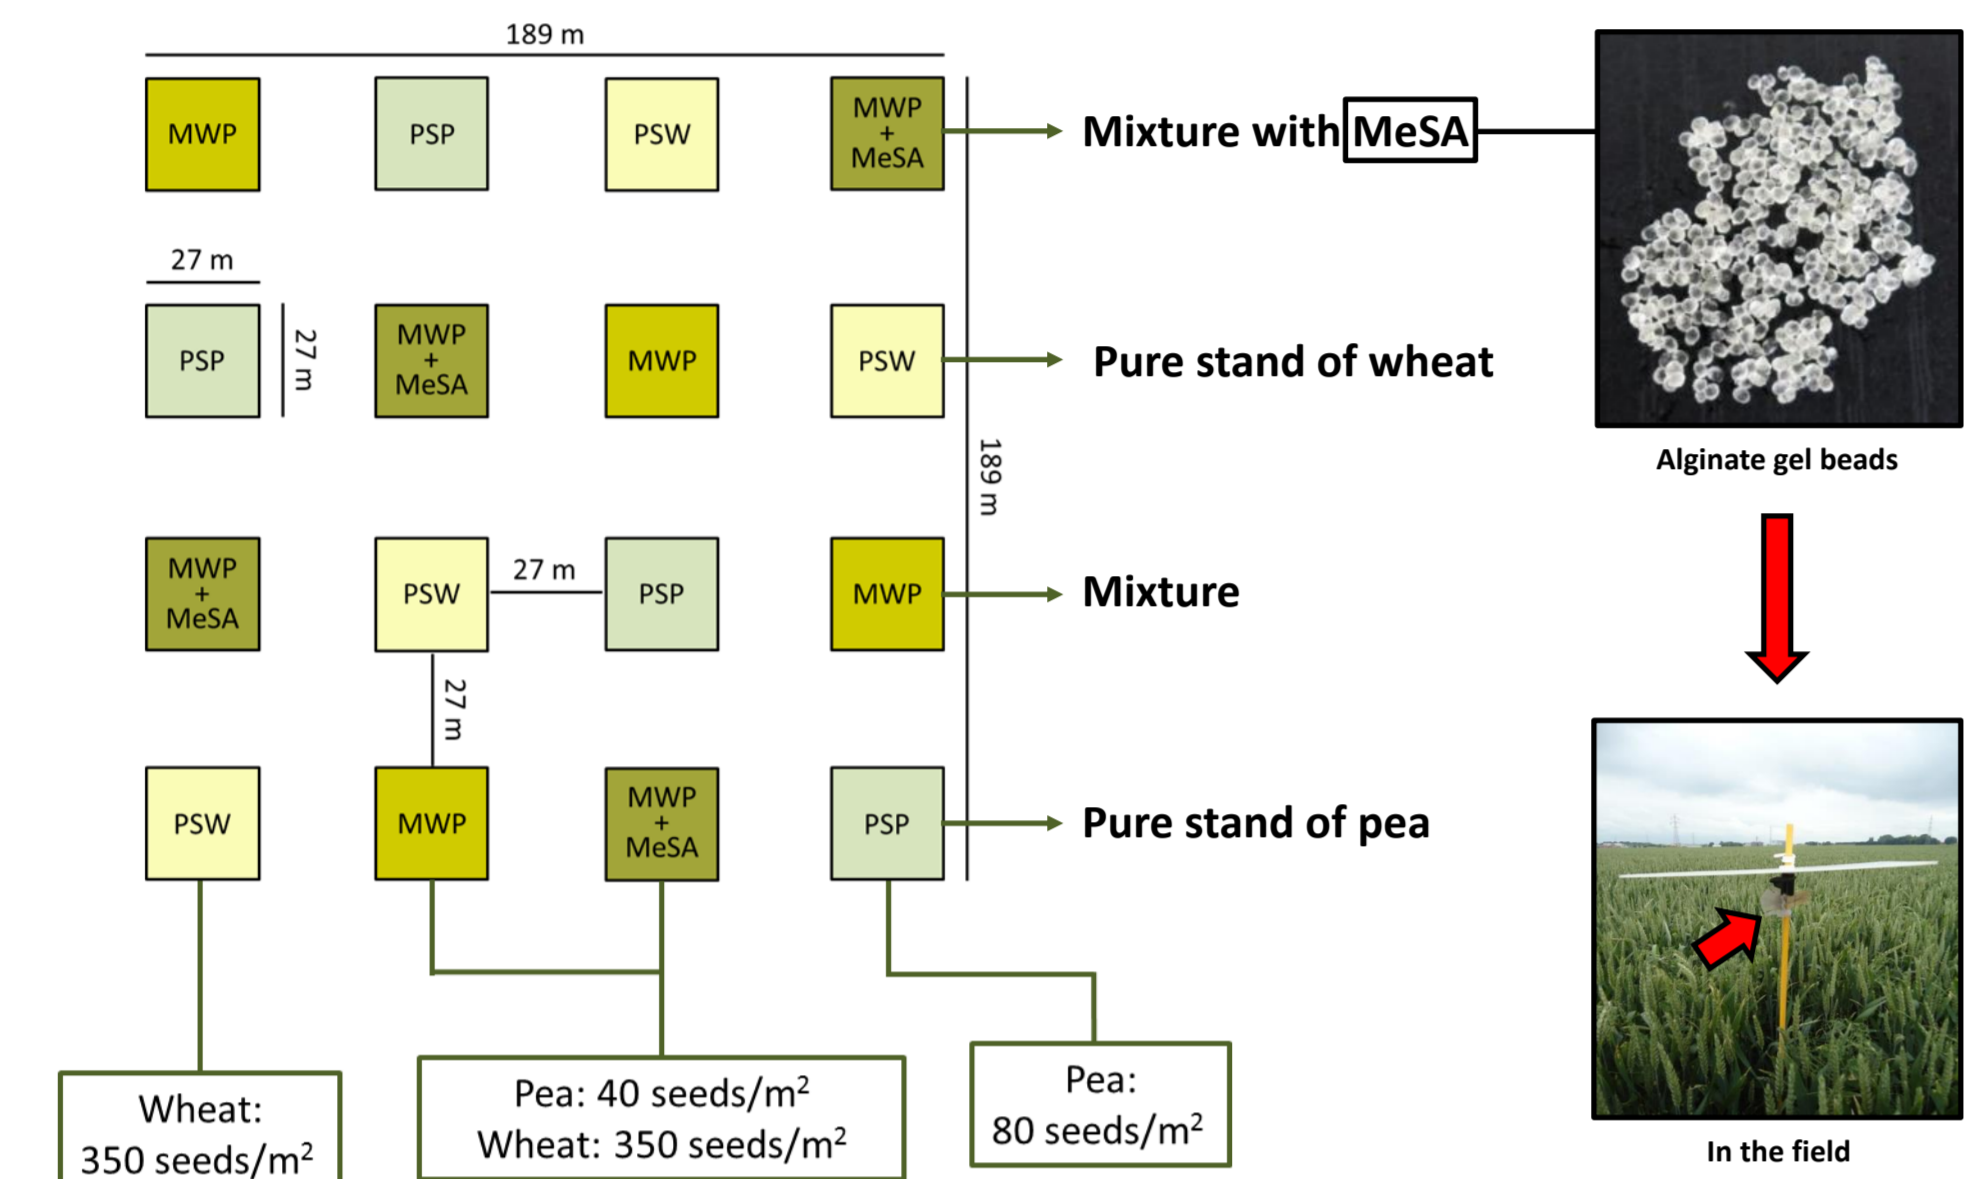 189 m
MWP
PSP
PSW
MWP
+
MeSA
Mixture with MeSA
27 m
PSP
27 m
MWP
+
MeSA
MWP
PSW
Pure stand of wheat
189 m
Alginate gel beads
MWP
+
MeSA
PSW
27 m
PSP
MWP
Mixture
27 m
PSW
MWP
MWP
+
MeSA
PSP
Pure stand of pea
Wheat:
350 seeds/m²
Pea: 40 seeds/m²
Wheat: 350 seeds/m²
Pea:
80 seeds/m²
In the field